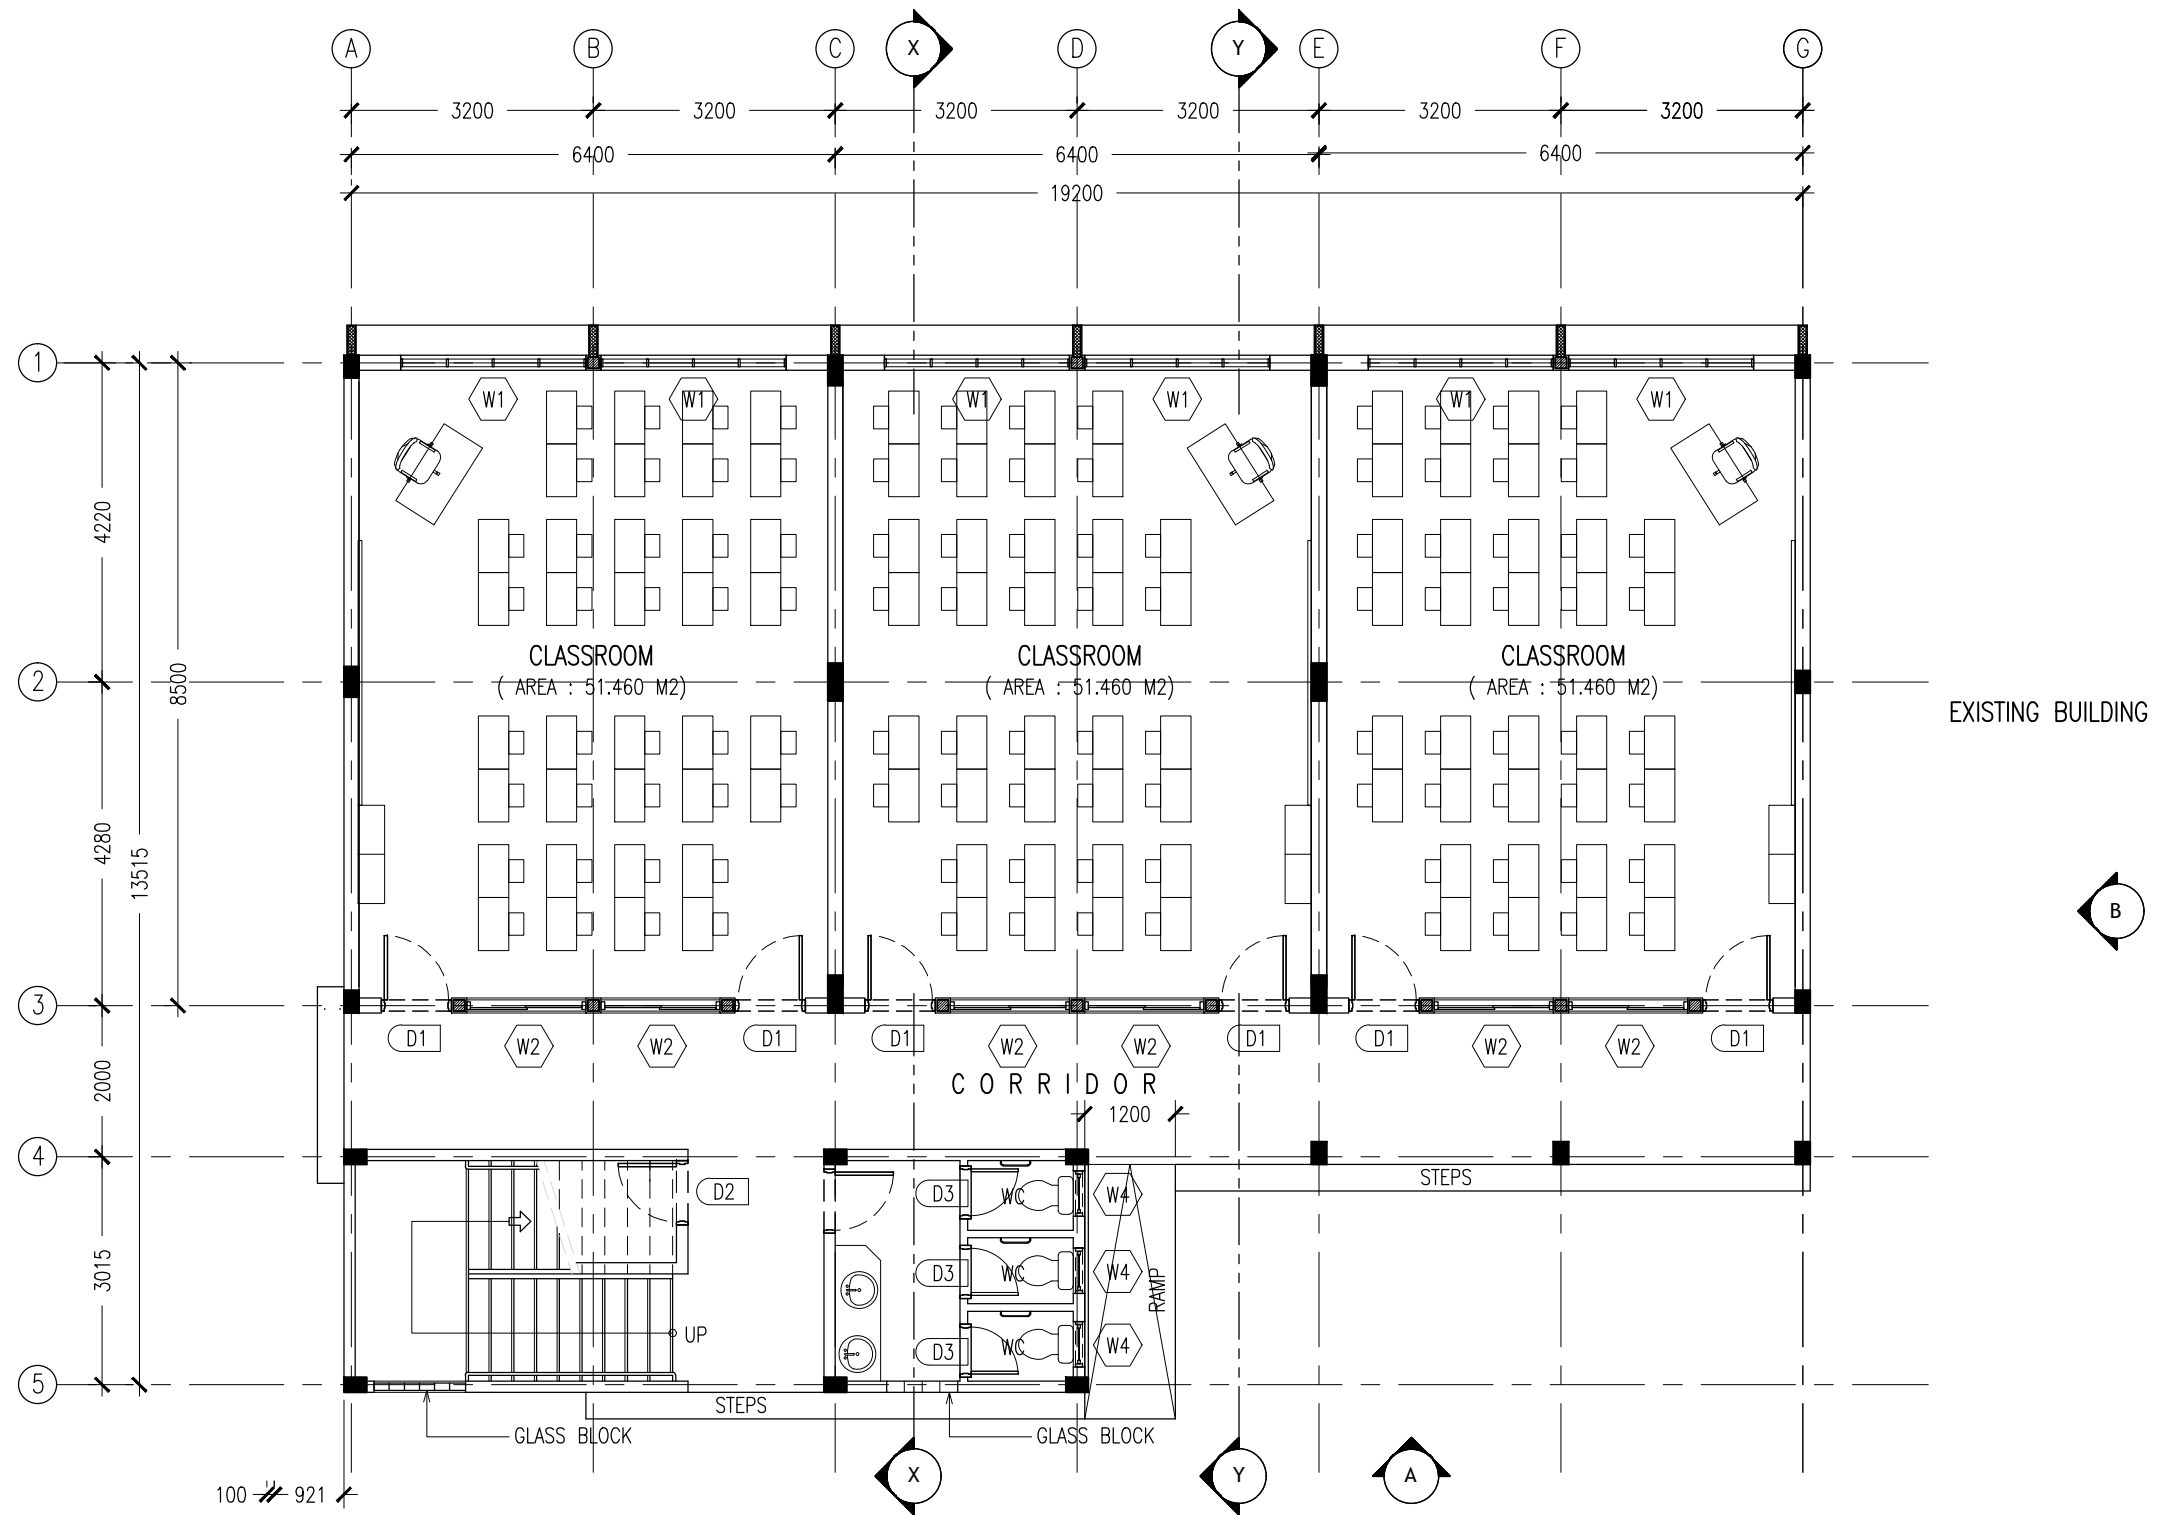 A B C X D Y E F G
3200 3200 3200 3200 3200 3200
6400 6400 6400
19200
1
W1 W1 W1 W1 W1 W1
4220
CLASSROOM CLASSROOM CLASSROOM
2
( AREA : 51.460 M2) ( AREA : 51.460 M2) ( AREA : 51.460 M2)
8500
EXISTING BUILDING
4280
13515
B
3
D1 W2 W2 D1 D1 W2 W2 D1 D1 W2 W2 D1
2000
CORRIDOR
1200
4
STEPS
D2 D3 WC W4
3015
D3 WC W4
RAMP
UP
D3 WC W4
5
STEPS
GLASS BLOCK GLASS BLOCK
X Y A
100 921